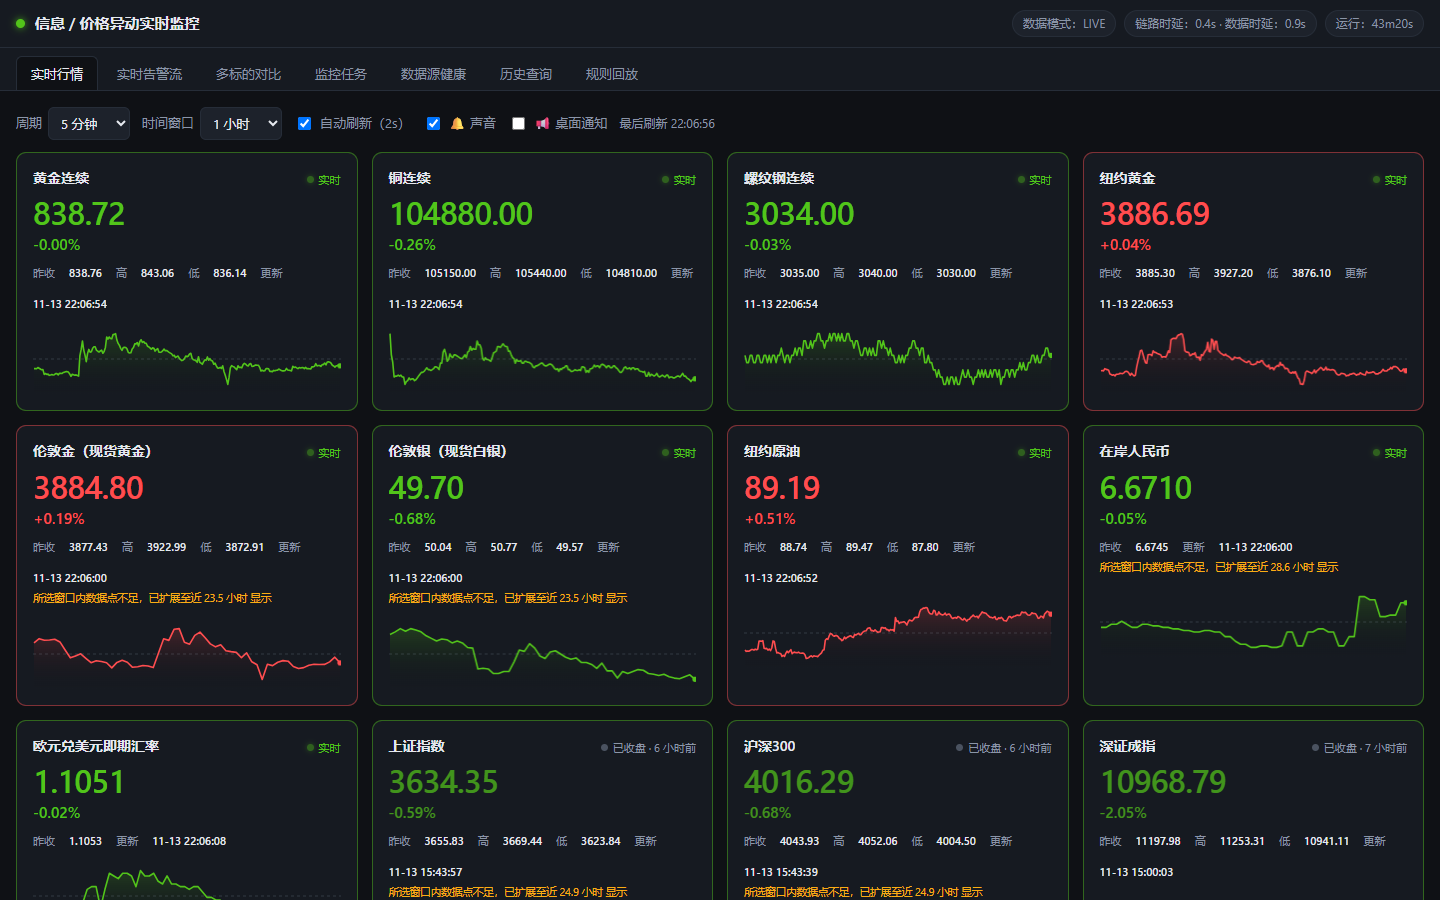 信息 / 价格异动实时监控
数据模式：LIVE
链路时延：0.4s · 数据时延：0.9s
运行：43m20s
实时行情 实时告警流 多标的对比 监控任务 数据源健康 历史查询 规则回放
周期 5 分钟 时间窗口 1 小时 自动刷新（2s） 🔔 声音 📢 桌面通知 最后刷新 22:06:56
黄金连续 实时
838.72
-0.00%
昨收 838.76 高 843.06 低 836.14 更新
11-13 22:06:54
铜连续 实时
104880.00
-0.26%
昨收 105150.00 高 105440.00 低 104810.00 更新
11-13 22:06:54
螺纹钢连续 实时
3034.00
-0.03%
昨收 3035.00 高 3040.00 低 3030.00 更新
11-13 22:06:54
纽约黄金 实时
3886.69
+0.04%
昨收 3885.30 高 3927.20 低 3876.10 更新
11-13 22:06:53
伦敦金（现货黄金） 实时
3884.80
+0.19%
昨收 3877.43 高 3922.99 低 3872.91 更新
11-13 22:06:00
所选窗口内数据点不足，已扩展至近 23.5 小时 显示
伦敦银（现货白银） 实时
49.70
-0.68%
昨收 50.04 高 50.77 低 49.57 更新
11-13 22:06:00
所选窗口内数据点不足，已扩展至近 23.5 小时 显示
纽约原油 实时
89.19
+0.51%
昨收 88.74 高 89.47 低 87.80 更新
11-13 22:06:52
在岸人民币 实时
6.6710
-0.05%
昨收 6.6745 更新 11-13 22:06:00
所选窗口内数据点不足，已扩展至近 28.6 小时 显示
欧元兑美元即期汇率 实时
1.1051
-0.02%
昨收 1.1053 更新 11-13 22:06:08
上证指数 已收盘 · 6 小时前
3634.35
-0.59%
昨收 3655.83 高 3669.44 低 3623.84 更新
11-13 15:43:57
所选窗口内数据点不足，已扩展至近 24.9 小时 显示
沪深300 已收盘 · 6 小时前
4016.29
-0.68%
昨收 4043.93 高 4052.06 低 4004.50 更新
11-13 15:43:39
所选窗口内数据点不足，已扩展至近 24.9 小时 显示
深证成指 已收盘 · 7 小时前
10968.79
-2.05%
昨收 11197.98 高 11253.31 低 10941.11 更新
11-13 15:00:03